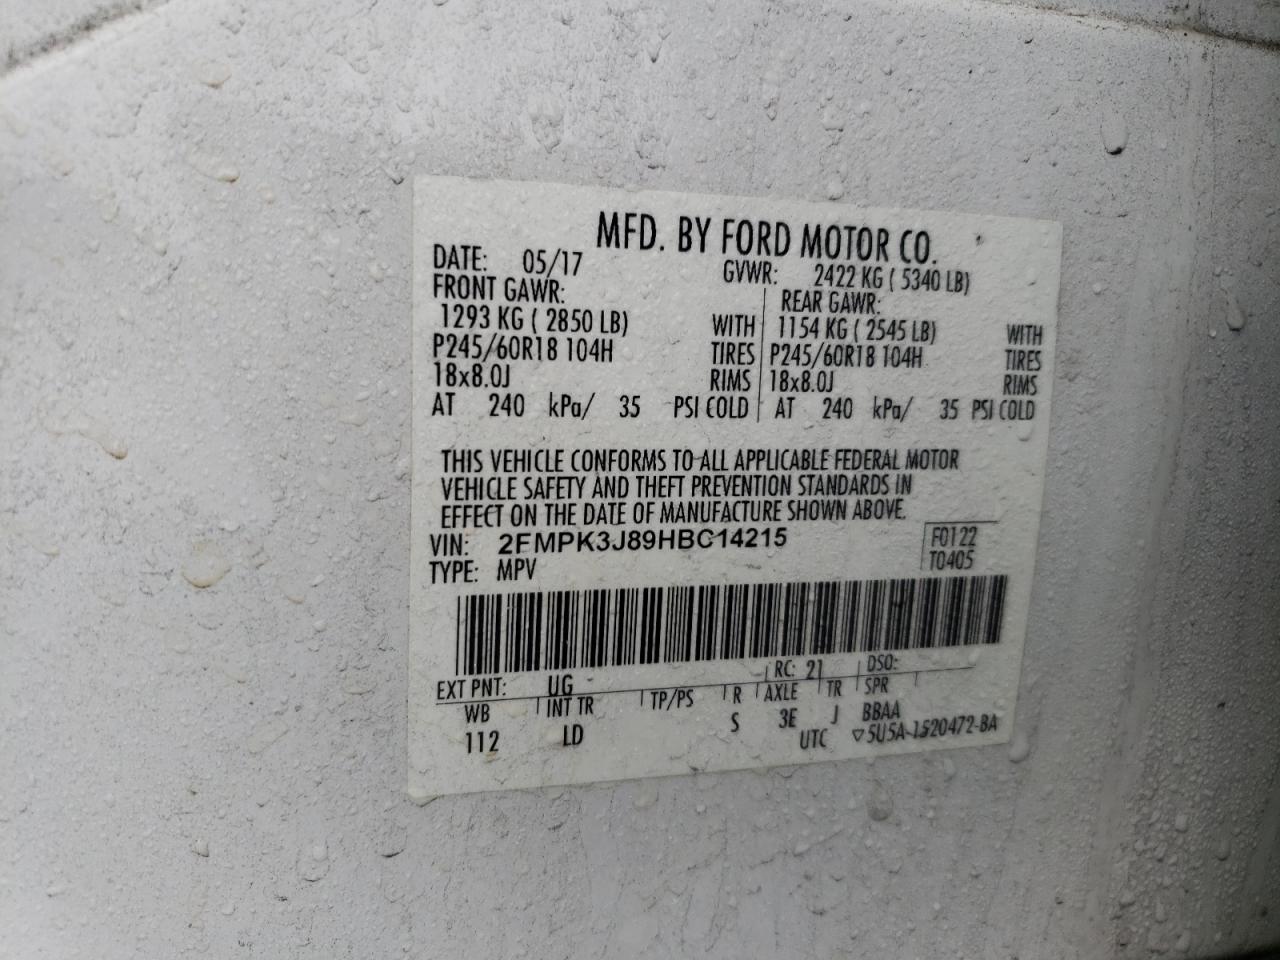 MFD. BY FORD MOTOR CO.
DATE: 05/17 GVWR: 2422 KG ( 5340 LB)
FRONT GAWR: REAR GAWR:
1293 KG ( 2850 LB) WITH 1154 KG ( 2545 LB) WITH
P245/60R18 104H TIRES P245/60R18 104H TIRES
18x8.0J RIMS 18x8.0J RIMS
AT 240 kPa/ 35 PSI COLD AT 240 kPa/ 35 PSI COLD
THIS VEHICLE CONFORMS TO ALL APPLICABLE FEDERAL MOTOR
VEHICLE SAFETY AND THEFT PREVENTION STANDARDS IN
EFFECT ON THE DATE OF MANUFACTURE SHOWN ABOVE.
VIN: 2FMPK3J89HBC14215 F0122
TYPE: MPV T0405
EXT PNT: UG RC: 21 DSO:
WB INT TR TP/PS R AXLE TR SPR
112 LD S 3E J BBAA
UTC ▽5U5A-1520472-BA